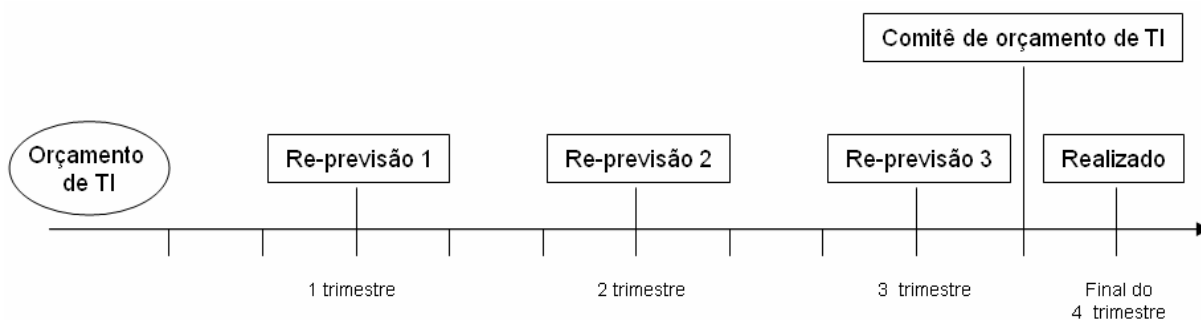 Comitê de orçamento de TI
Orçamento
de TI
Re-previsão 1
Re-previsão 2
Re-previsão 3
Realizado
1 trimestre
2 trimestre
3 trimestre
Final do
4 trimestre